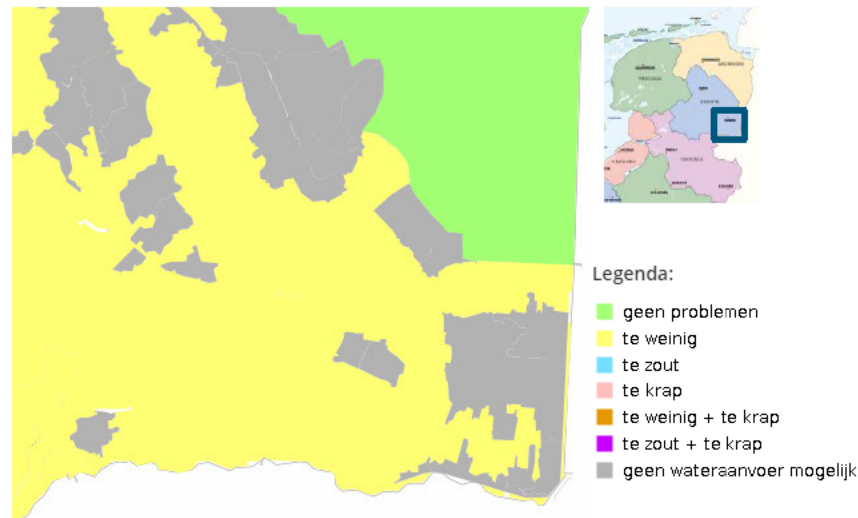 Legenda:
geen problemen
te weinig
te zout
te krap
te weinig + te krap
te zout + te krap
geen wateraanvoer mogelijk